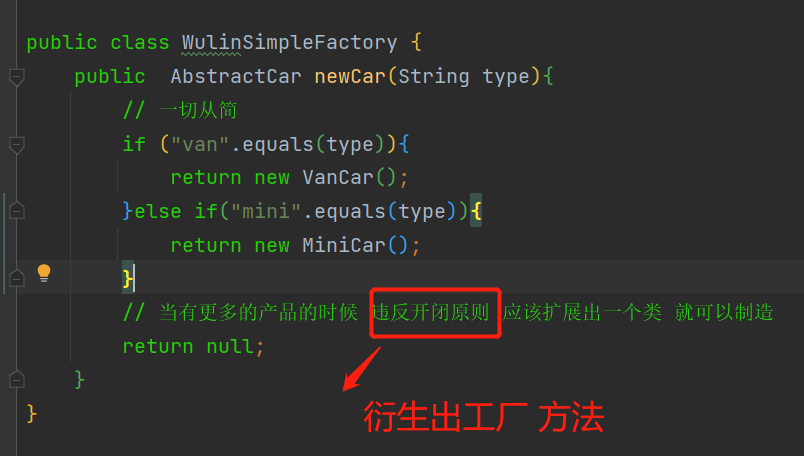 public class WulinSimpleFactory {
public  AbstractCar newCar(String type){
// 一切从简
if ("van".equals(type)){
return new VanCar();
}else if("mini".equals(type)){
return new MiniCar();
}
// 当有更多的产品的时候 违反开闭原则 应该扩展出一个类 就可以制造
return null;
}
衍生出工厂 方法
}